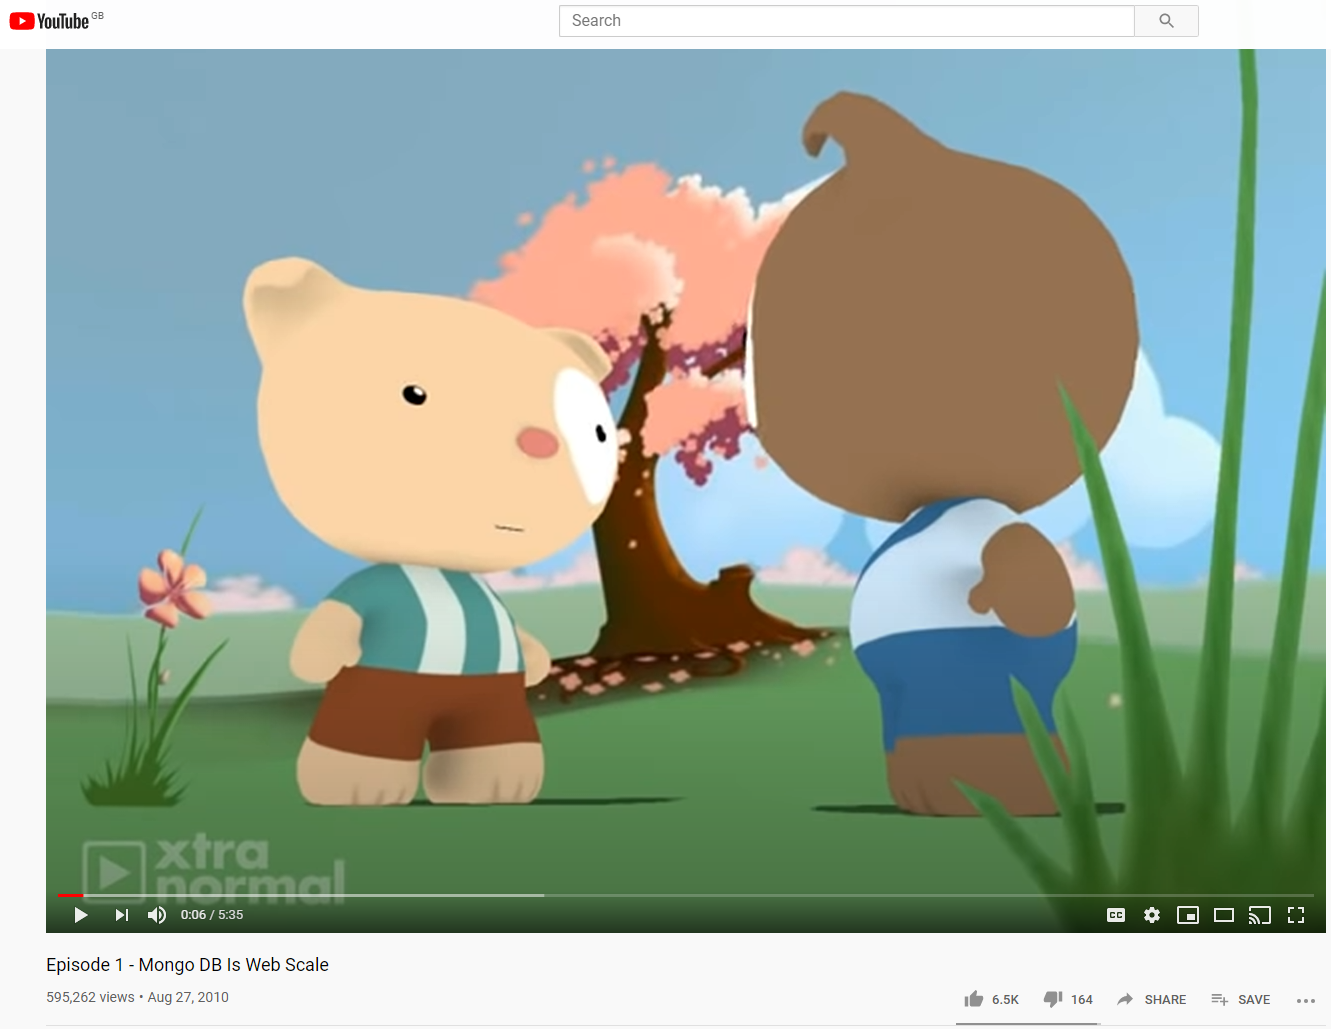 YouTube GB
Search
xtra
normal
0:06 / 5:35
CC
Episode 1 - Mongo DB Is Web Scale
595,262 views • Aug 27, 2010
6.5K 164 SHARE SAVE